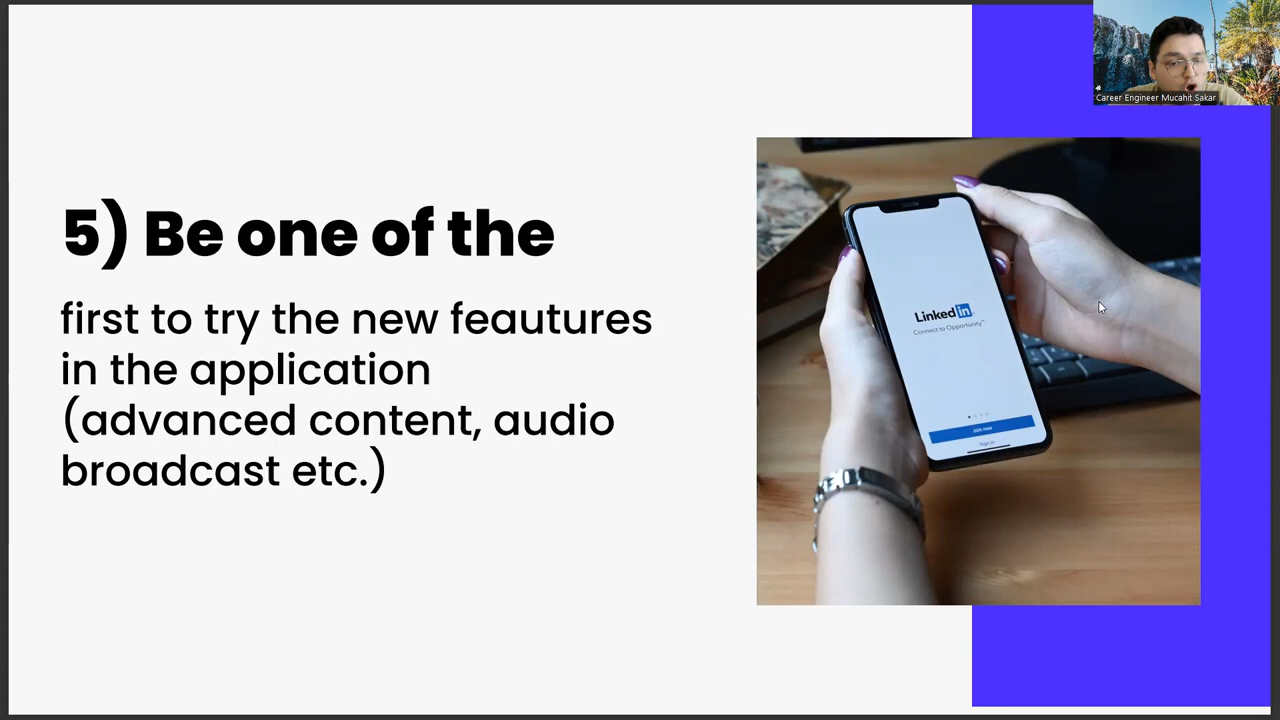 Career Engineer Mucahit Sakar
5) Be one of the
first to try the new feautures
in the application
(advanced content, audio
broadcast etc.)
Linked in
Connect to Opportunity™
Join now
Sign in